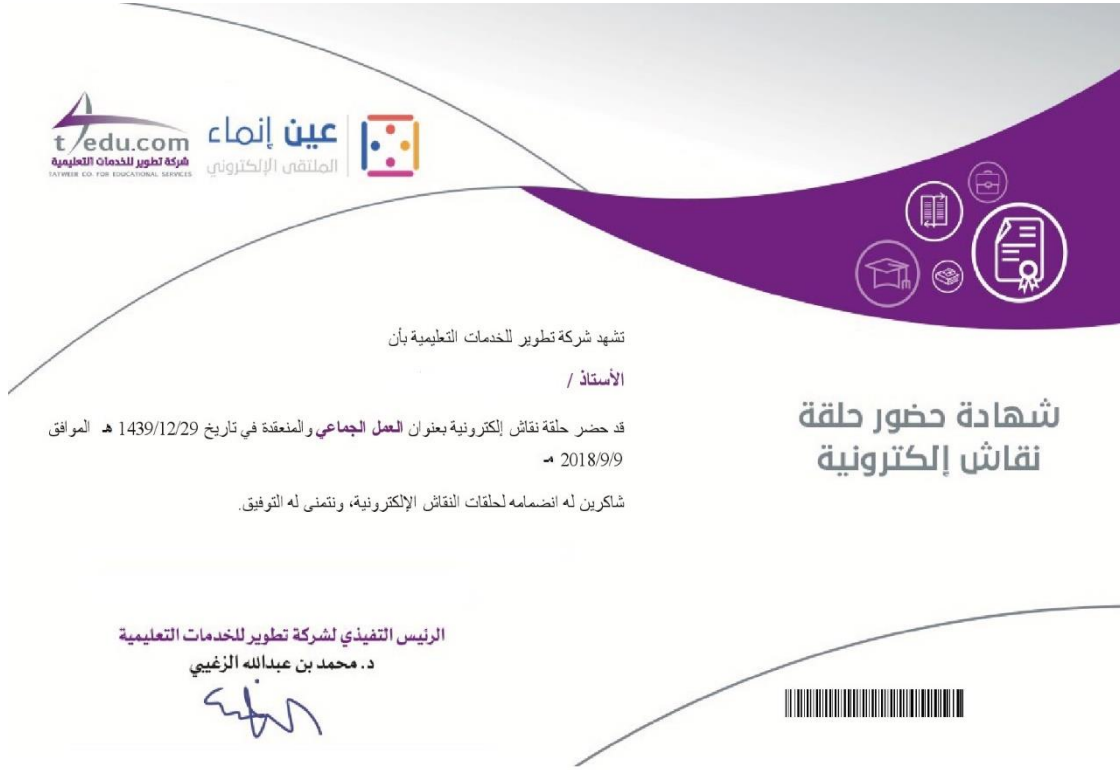 t4edu.com
شركة تطوير للخدمات التعليمية
TATWEER CO. FOR EDUCATIONAL SERVICES
عين إنماء
الملتقى الإلكتروني
شهادة حضور حلقة
نقاش إلكترونية
تشهد شركة تطوير للخدمات التعليمية بأن
الأستاذ /
قد حضر حلقة نقاش إلكترونية بعنوان العمل الجماعي والمنعقدة في تاريخ 1439/12/29 هـ الموافق
2018/9/9 مـ
شاكرين له انضمامه لحلقات النقاش الإلكترونية، ونتمنى له التوفيق.
الرئيس التفيذي لشركة تطوير للخدمات التعليمية
د. محمد بن عبدالله الزغيبي